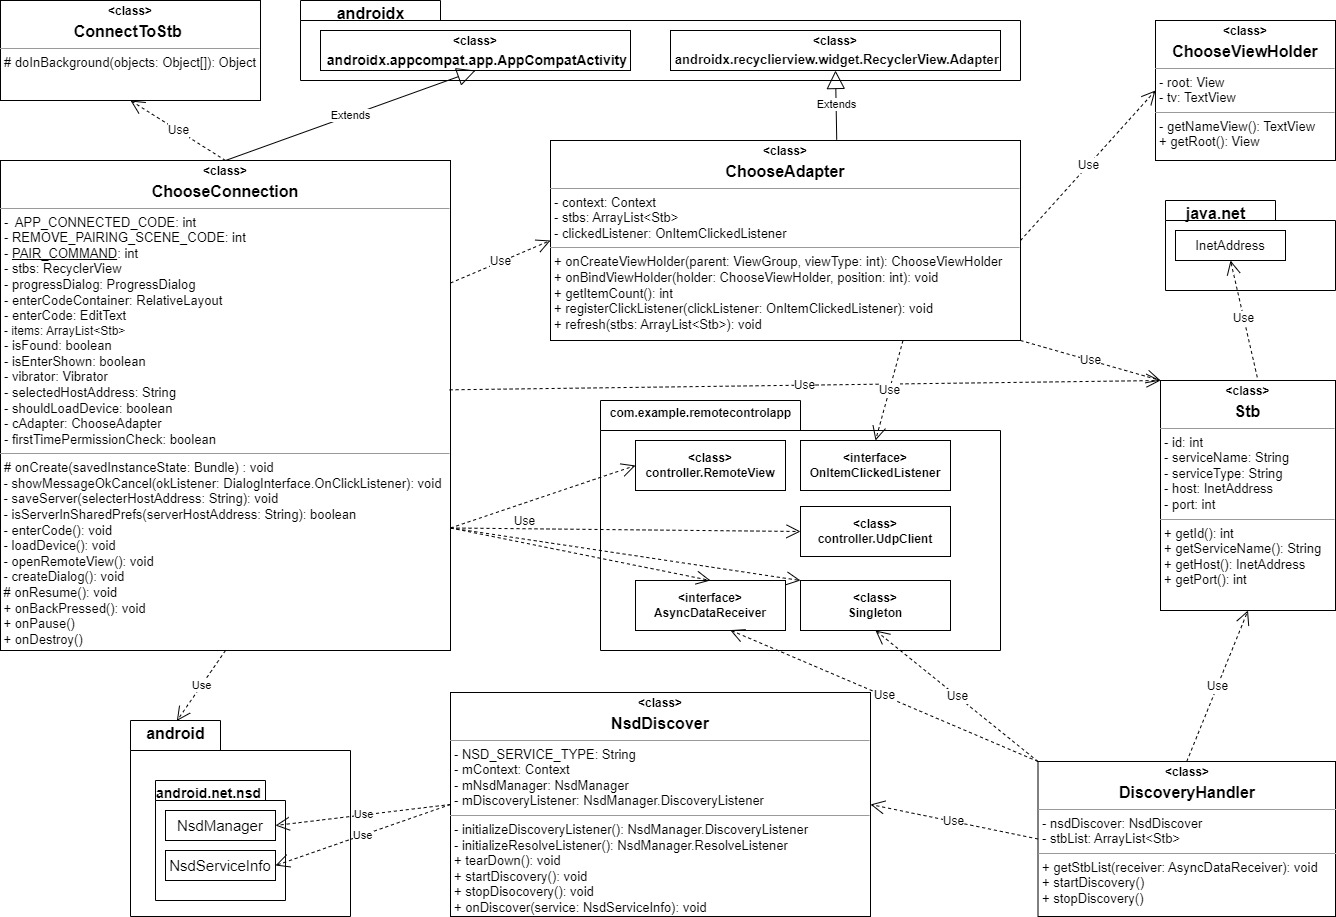 <class>
ConnectToStb
# doInBackground(objects: Object[]): Object
androidx
<class>
androidx.appcompat.app.AppCompatActivity
<class>
androidx.recyclierview.widget.RecyclerView.Adapter
<class>
ChooseViewHolder
- root: View
- tv: TextView
- getNameView(): TextView
+ getRoot(): View
Use
Extends
Extends
Use
<class>
ChooseConnection
- APP_CONNECTED_CODE: int
- REMOVE_PAIRING_SCENE_CODE: int
- PAIR_COMMAND: int
- stbs: RecyclerView
- progressDialog: ProgressDialog
- enterCodeContainer: RelativeLayout
- enterCode: EditText
- items: ArrayList<Stb>
- isFound: boolean
- isEnterShown: boolean
- vibrator: Vibrator
- selectedHostAddress: String
- shouldLoadDevice: boolean
- cAdapter: ChooseAdapter
- firstTimePermissionCheck: boolean
# onCreate(savedInstanceState: Bundle) : void
- showMessageOkCancel(okListener: DialogInterface.OnClickListener): void
- saveServer(selecterHostAddress: String): void
- isServerInSharedPrefs(serverHostAddress: String): boolean
- enterCode(): void
- loadDevice(): void
- openRemoteView(): void
- createDialog(): void
# onResume(): void
+ onBackPressed(): void
+ onPause()
+ onDestroy()
<class>
ChooseAdapter
- context: Context
- stbs: ArrayList<Stb>
- clickedListener: OnItemClickedListener
+ onCreateViewHolder(parent: ViewGroup, viewType: int): ChooseViewHolder
+ onBindViewHolder(holder: ChooseViewHolder, position: int): void
+ getItemCount(): int
+ registerClickListener(clickListener: OnItemClickedListener): void
+ refresh(stbs: ArrayList<Stb>): void
java.net
InetAddress
Use
Use
Use
Use
Use
<class>
Stb
- id: int
- serviceName: String
- serviceType: String
- host: InetAddress
- port: int
+ getId(): int
+ getServiceName(): String
+ getHost(): InetAddress
+ getPort(): int
com.example.remotecontrolapp
<class>
controller.RemoteView
<interface>
OnItemClickedListener
<class>
controller.UdpClient
<interface>
AsyncDataReceiver
<class>
Singleton
Use
Use
Use
Use
Use
android
android.net.nsd
NsdManager
NsdServiceInfo
Use
Use
<class>
NsdDiscover
- NSD_SERVICE_TYPE: String
- mContext: Context
- mNsdManager: NsdManager
- mDiscoveryListener: NsdManager.DiscoveryListener
- initializeDiscoveryListener(): NsdManager.DiscoveryListener
- initializeResolveListener(): NsdManager.ResolveListener
+ tearDown(): void
+ startDiscovery(): void
+ stopDisocovery(): void
+ onDiscover(service: NsdServiceInfo): void
Use
<class>
DiscoveryHandler
- nsdDiscover: NsdDiscover
- stbList: ArrayList<Stb>
+ getStbList(receiver: AsyncDataReceiver): void
+ startDiscovery()
+ stopDiscovery()